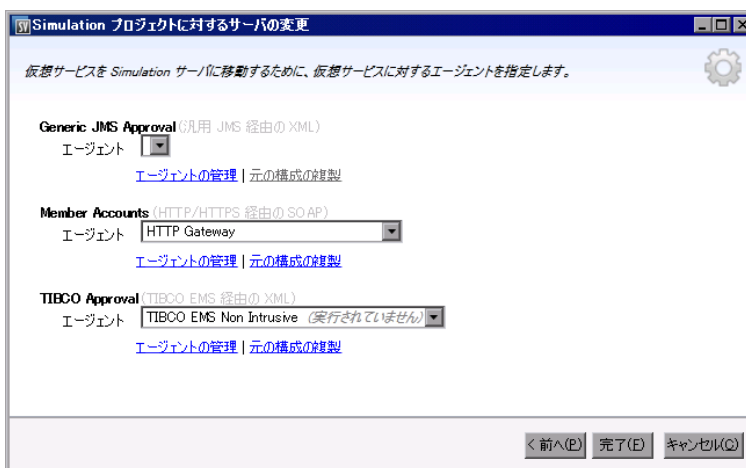 SV Simulation プロジェクトに対するサーバの変更
仮想サービスを Simulation サーバに移動するために、仮想サービスに対するエージェントを指定します。
Generic JMS Approval (汎用 JMS 経由の XML)
エージェント
エージェントの管理 | 元の構成の複製
Member Accounts (HTTP/HTTPS 経由の SOAP)
エージェント HTTP Gateway
エージェントの管理 | 元の構成の複製
TIBCO Approval (TIBCO EMS 経由の XML)
エージェント TIBCO EMS Non Intrusive (実行されていません)
エージェントの管理 | 元の構成の複製
< 前へ(P) 完了(F) キャンセル(C)